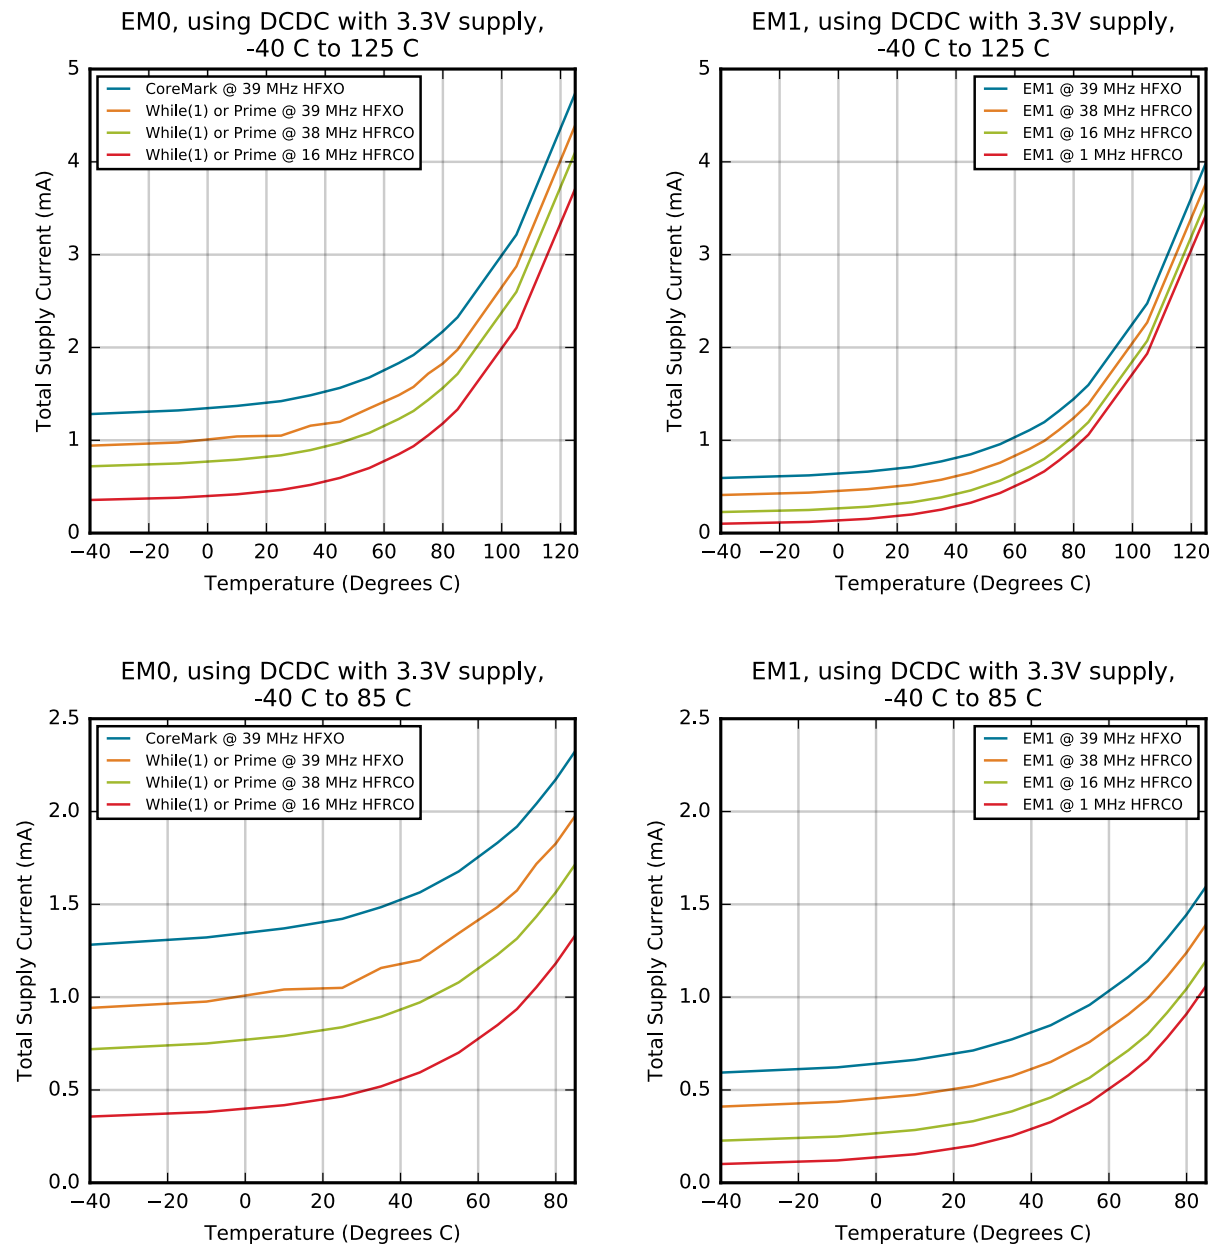 EM0, using DCDC with 3.3V supply,
-40 C to 125 C
5
4
3
2
1
0
Total Supply Current (mA)
CoreMark @ 39 MHz HFXO
While(1) or Prime @ 39 MHz HFXO
While(1) or Prime @ 38 MHz HFRCO
While(1) or Prime @ 16 MHz HFRCO
−40 −20 0 20 40 60 80 100 120
Temperature (Degrees C)
EM1, using DCDC with 3.3V supply,
-40 C to 125 C
5
4
3
2
1
0
Total Supply Current (mA)
EM1 @ 39 MHz HFXO
EM1 @ 38 MHz HFRCO
EM1 @ 16 MHz HFRCO
EM1 @ 1 MHz HFRCO
−40 −20 0 20 40 60 80 100 120
Temperature (Degrees C)
EM0, using DCDC with 3.3V supply,
-40 C to 85 C
2.5
2.0
1.5
1.0
0.5
0.0
Total Supply Current (mA)
CoreMark @ 39 MHz HFXO
While(1) or Prime @ 39 MHz HFXO
While(1) or Prime @ 38 MHz HFRCO
While(1) or Prime @ 16 MHz HFRCO
−40 −20 0 20 40 60 80
Temperature (Degrees C)
EM1, using DCDC with 3.3V supply,
-40 C to 85 C
2.5
2.0
1.5
1.0
0.5
0.0
Total Supply Current (mA)
EM1 @ 39 MHz HFXO
EM1 @ 38 MHz HFRCO
EM1 @ 16 MHz HFRCO
EM1 @ 1 MHz HFRCO
−40 −20 0 20 40 60 80
Temperature (Degrees C)